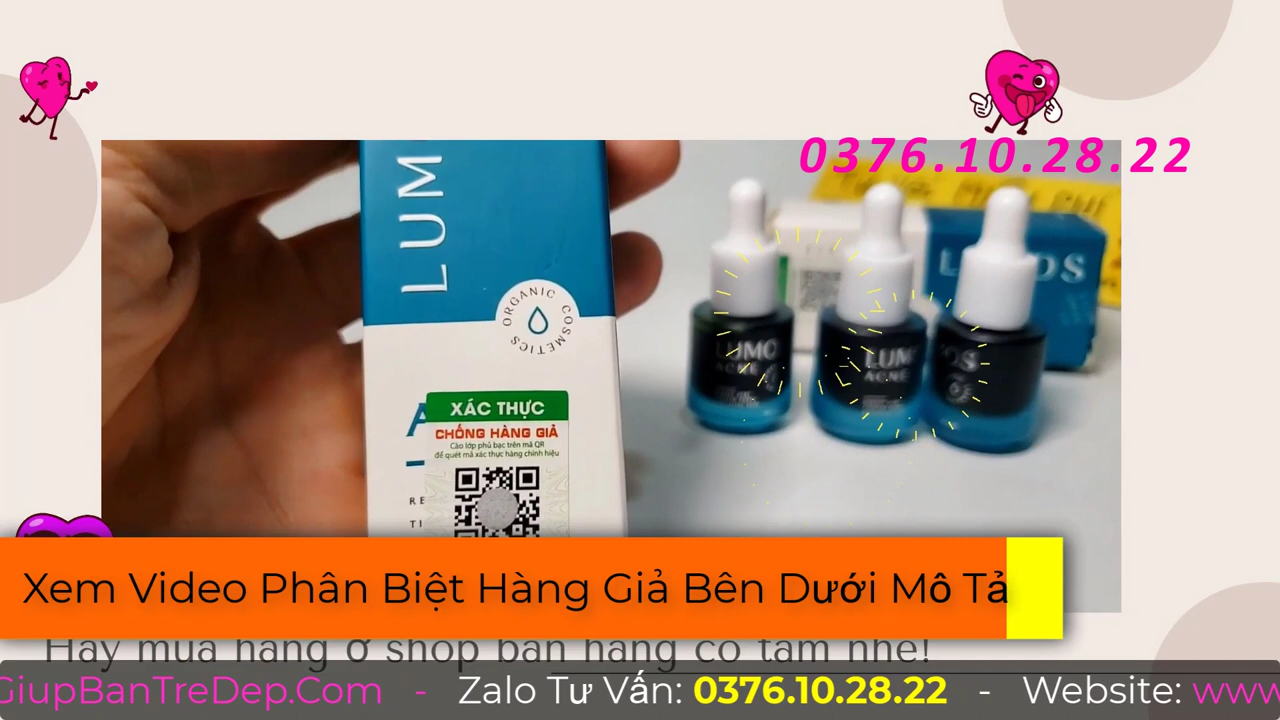 0376.10.28.22
LUMO
ORGANIC COSMETICS
XÁC THỰC
CHỐNG HÀNG GIẢ
Cào lớp phủ bạc trên mã QR
để quét mã xác thực hàng chính hiệu
LUMO
ACNE
LUM
ACNE
OS
Xem Video Phân Biệt Hàng Giả Bên Dưới Mô Tả
Hãy mua hàng ở shop bán hàng có tâm nhé!
GiupBanTreDep.Com - Zalo Tư Vấn: 0376.10.28.22 - Website: www